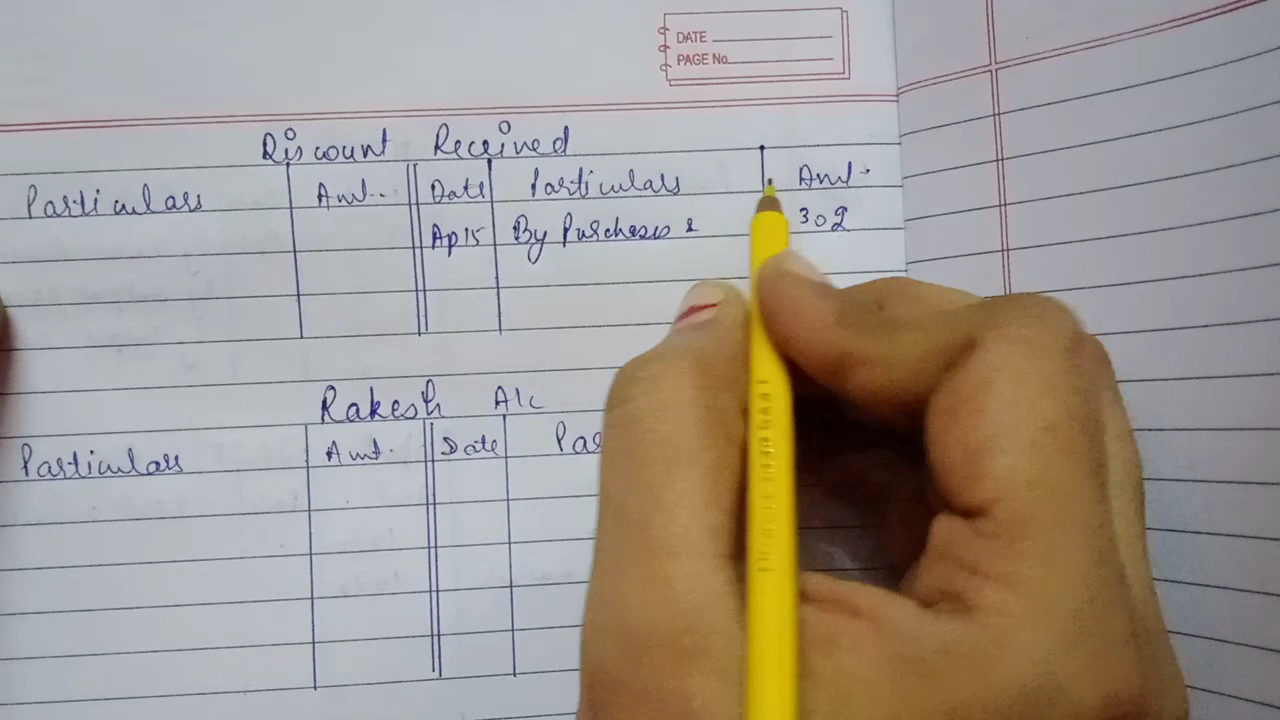 DATE
PAGE No.
Discount Received
Particulars Amt.. Date Particulars Amt.
Ap 15 By Purchases 302
Rakesh A/c
Particulars Amt. Date